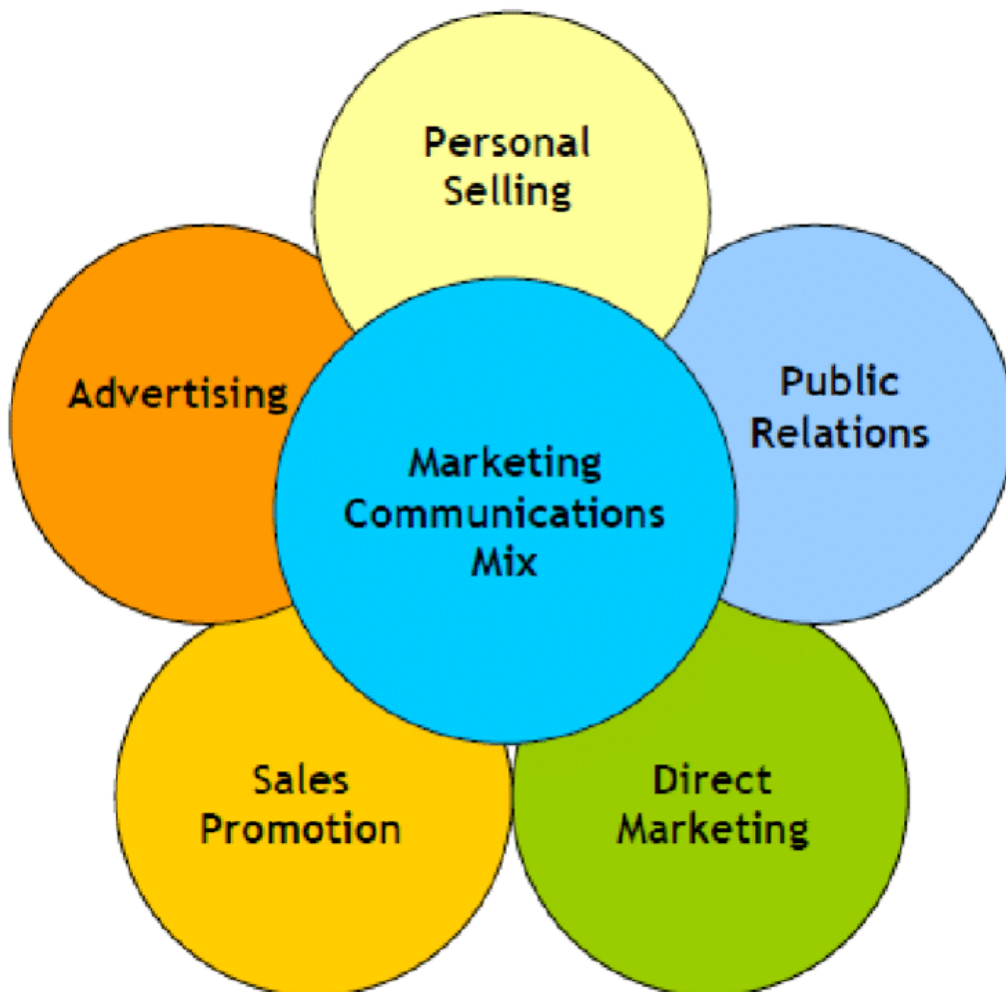 Personal
Selling
Advertising
Public
Relations
Marketing
Communications
Mix
Sales
Promotion
Direct
Marketing